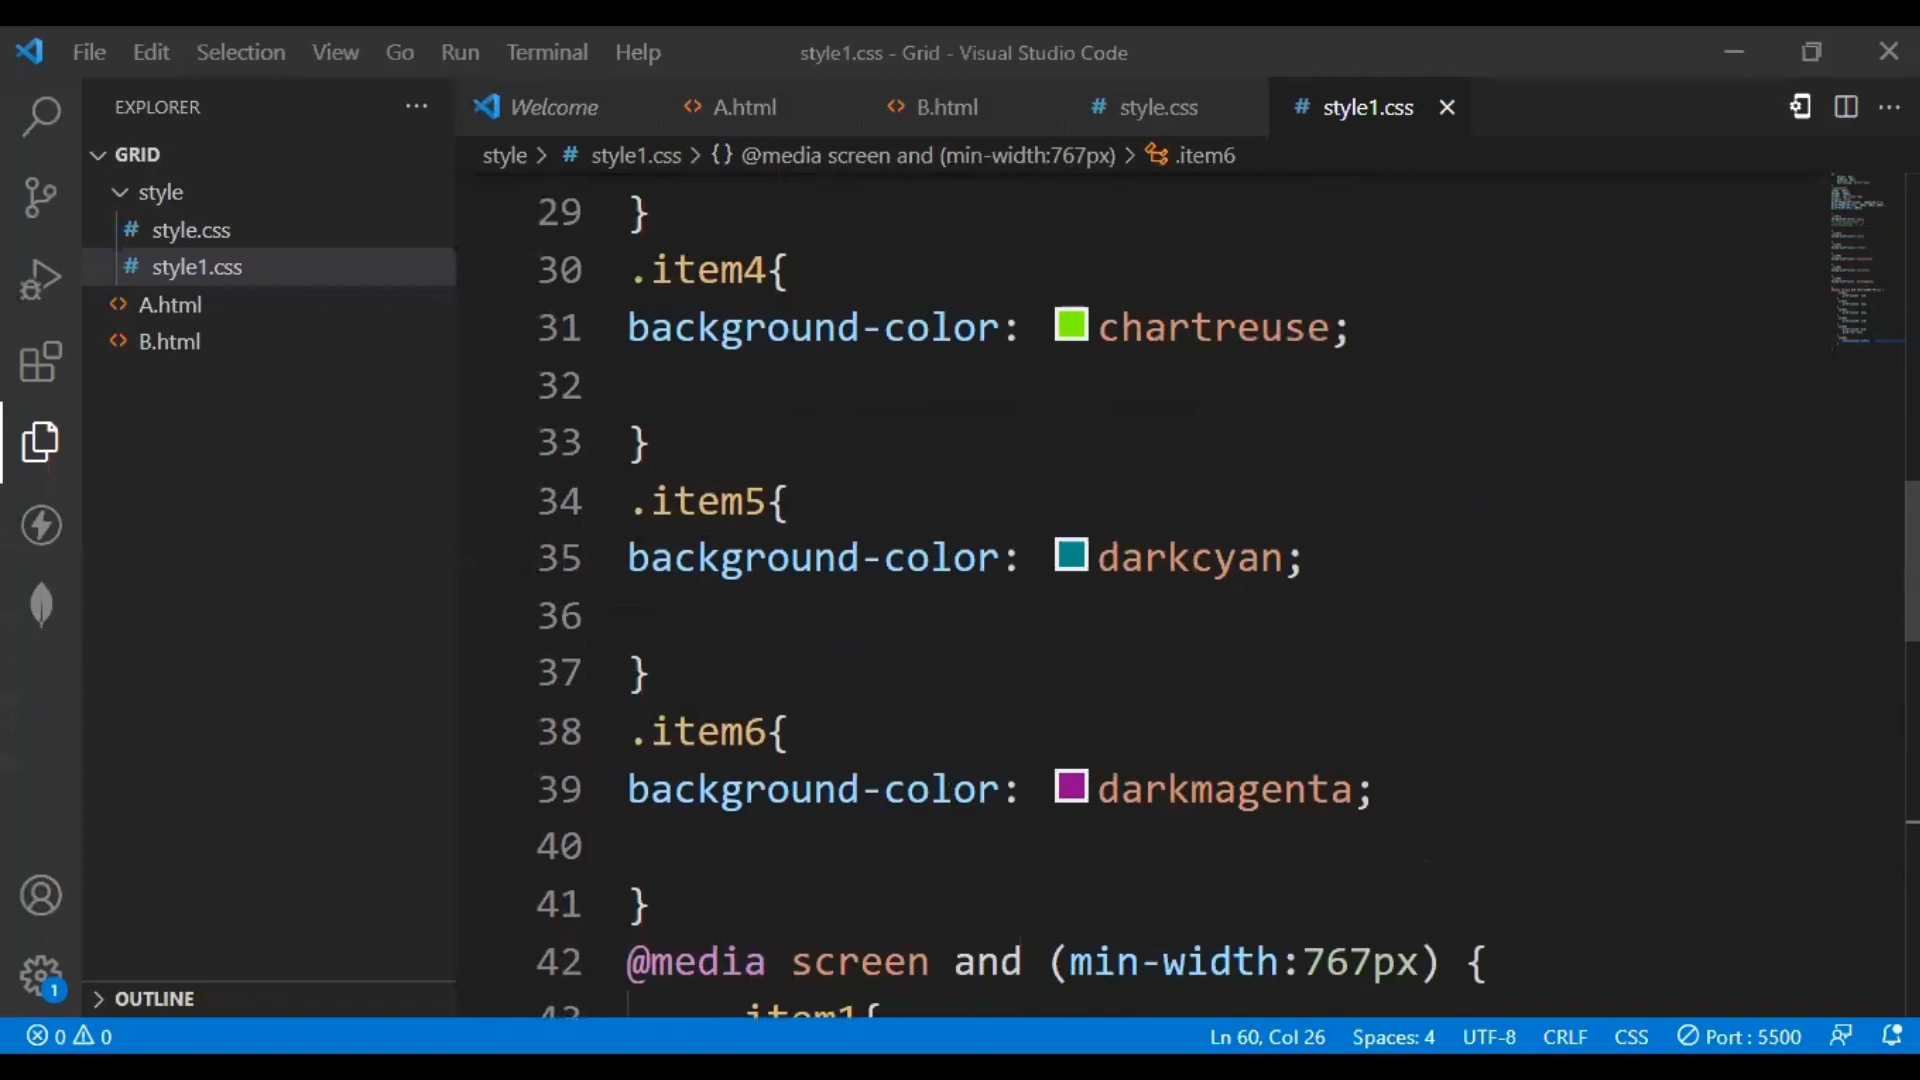 File Edit Selection View Go Run Terminal Help
style1.css - Grid - Visual Studio Code
EXPLORER
Welcome
A.html
B.html
style.css
style1.css
GRID
style
style.css
style1.css
A.html
B.html
style > # style1.css > {} @media screen and (min-width:767px) > .item6
29 }
30 .item4{
31 background-color: chartreuse;
32
33 }
34 .item5{
35 background-color: darkcyan;
36
37 }
38 .item6{
39 background-color: darkmagenta;
40
41 }
42 @media screen and (min-width:767px) {
43 .item1{
1
OUTLINE
0 0
Ln 60, Col 26 Spaces: 4 UTF-8 CRLF CSS Port : 5500